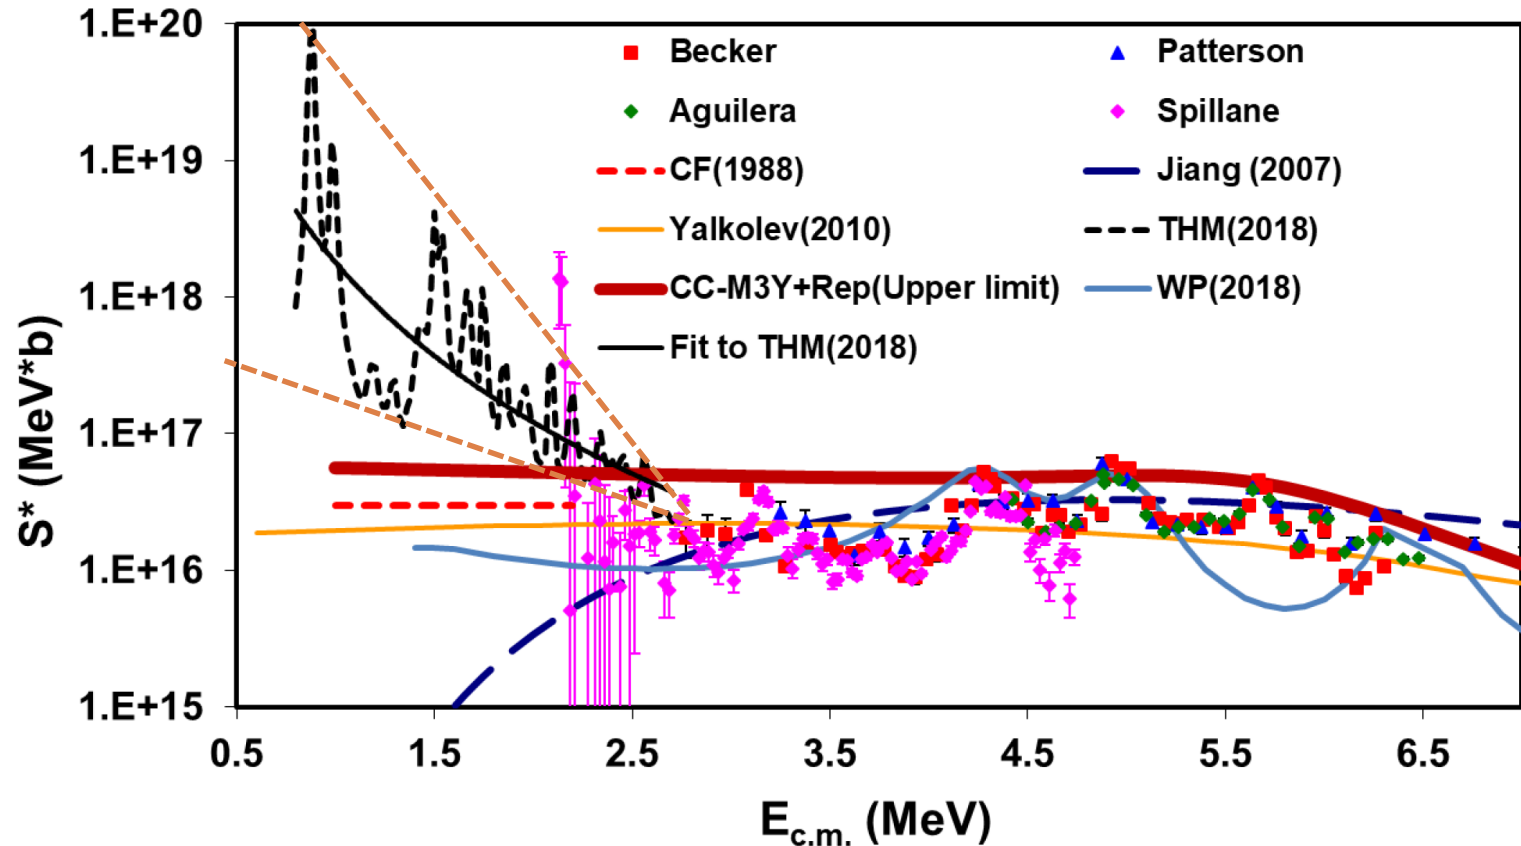 1.E+20
1.E+19
1.E+18
1.E+17
1.E+16
1.E+15
S* (MeV*b)
Becker
Patterson
Aguilera
Spillane
CF(1988)
Jiang (2007)
Yalkolev(2010)
THM(2018)
CC-M3Y+Rep(Upper limit)
WP(2018)
Fit to THM(2018)
0.5 1.5 2.5 3.5 4.5 5.5 6.5
Ec.m. (MeV)